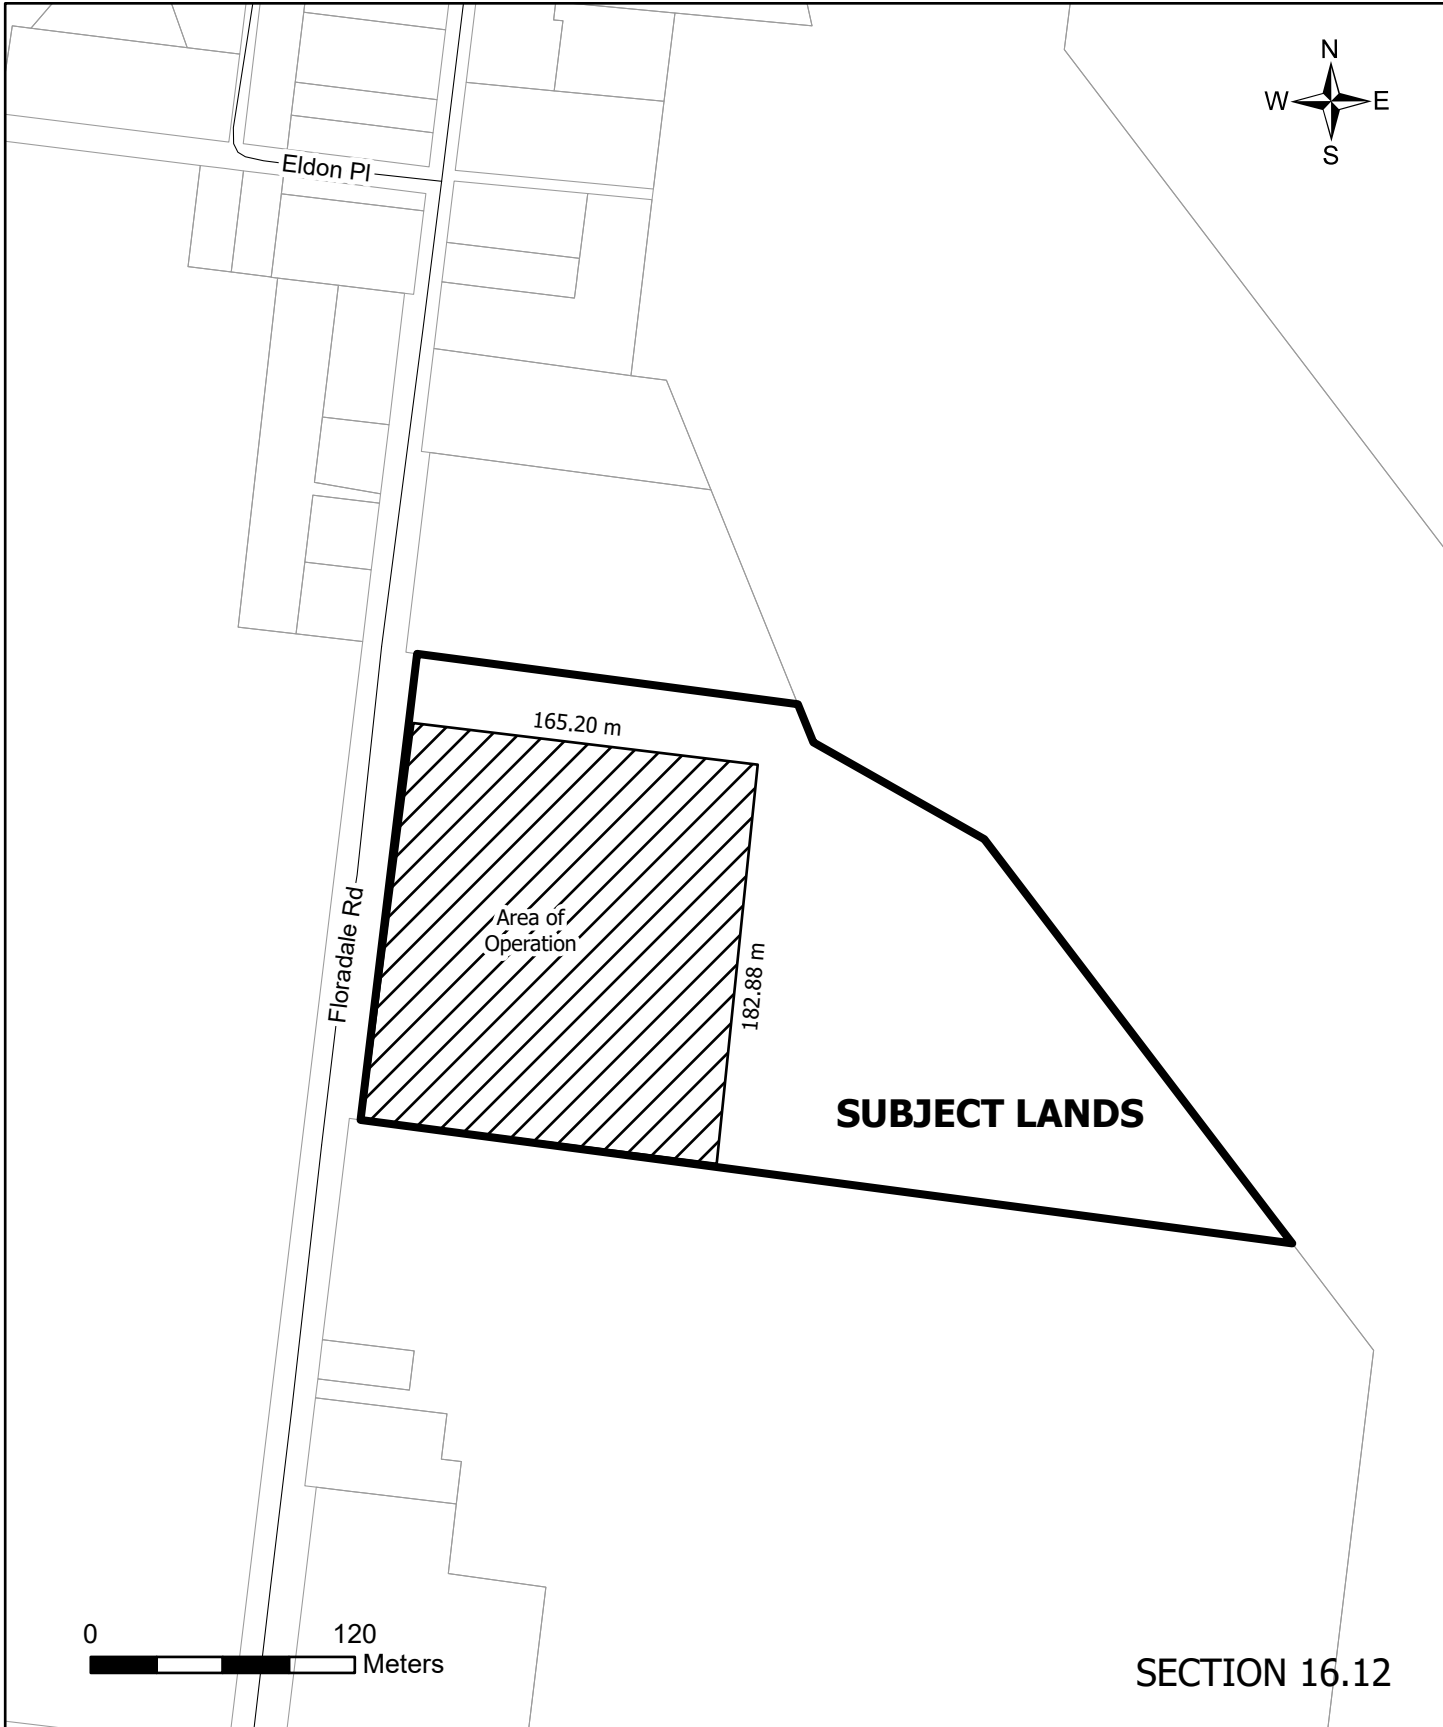 N
W E
S
Eldon Pl
165.20 m
Area of
Operation
Floradale Rd
182.88 m
SUBJECT LANDS
0 120
Meters
SECTION 16.12